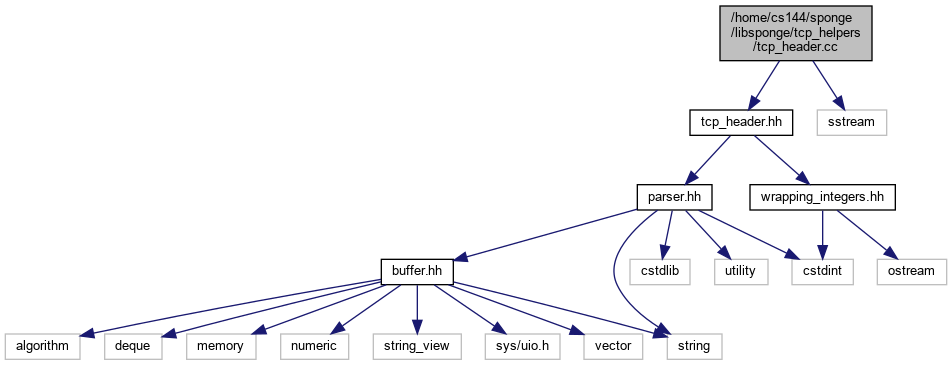 /home/cs144/sponge
/libsponge/tcp_helpers
/tcp_header.cc
tcp_header.hh
sstream
parser.hh
wrapping_integers.hh
buffer.hh
cstdlib
utility
cstdint
ostream
algorithm
deque
memory
numeric
string_view
sys/uio.h
vector
string